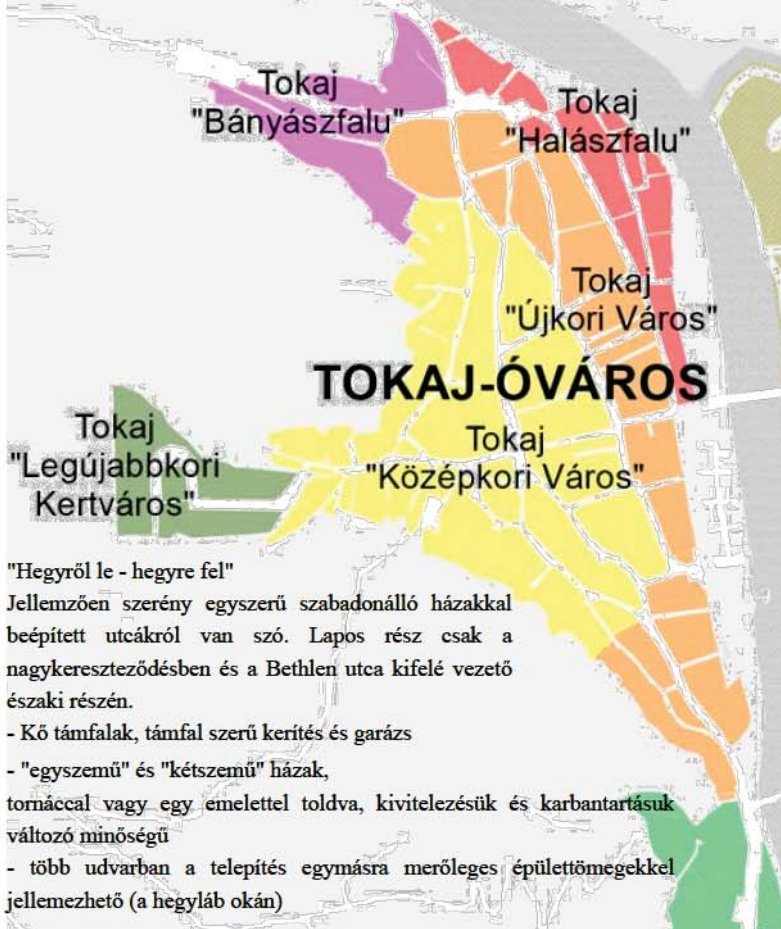 Tokaj
"Bányászfalu"
Tokaj
"Halászfalu"
Tokaj
"Újkori Város"
TOKAJ-ÓVÁROS
Tokaj
"Középkori Város"
Tokaj
"Legújabbkori
Kertváros"
"Hegyről le - hegyre fel"
Jellemzően szerény egyszerű szabadonálló házakkal
beépített utcákról van szó. Lapos rész csak a
nagykereszteződésben és a Bethlen utca kifelé vezető
északi részén.
- Kő támfalak, támfal szerű kerítés és garázs
- "egyszemű" és "kétszemű" házak,
tornáccal vagy egy emelettel toldva, kivitelezésük és karbantartásuk
változó minőségű
- több udvarban a telepítés egymásra merőleges épülettömegekkel
jellemezhető (a hegyláb okán)